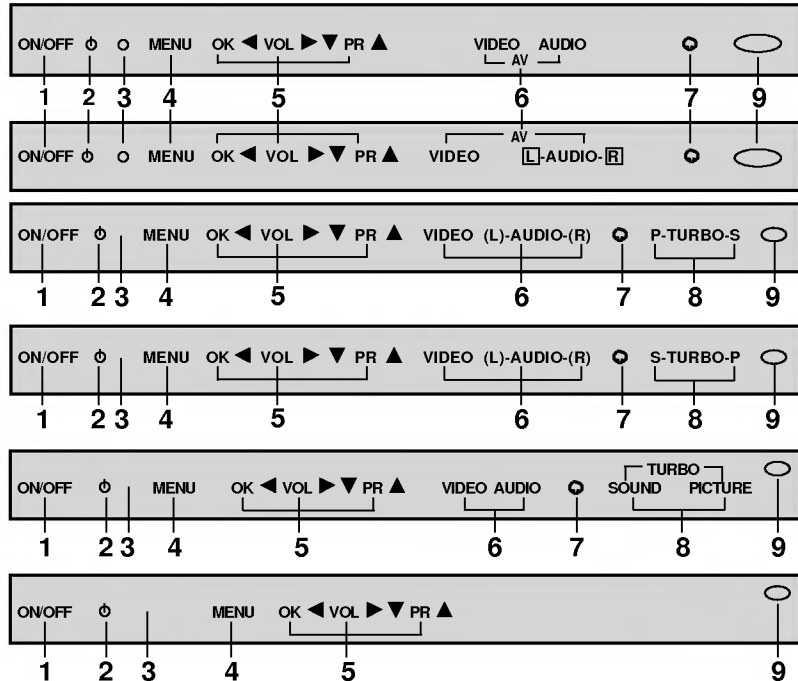 ON/OFF MENU OK ◀ VOL ▶ ▼ PR ▲ VIDEO AUDIO
AV
1 2 3 4 5 6 7 9
AV
ON/OFF MENU OK ◀ VOL ▶ ▼ PR ▲ VIDEO L-AUDIO-R
ON/OFF MENU OK ◀ VOL ▶ ▼ PR ▲ VIDEO (L)-AUDIO-(R) P-TURBO-S
1 2 3 4 5 6 7 8 9
ON/OFF MENU OK ◀ VOL ▶ ▼ PR ▲ VIDEO (L)-AUDIO-(R) S-TURBO-P
1 2 3 4 5 6 7 8 9
TURBO
ON/OFF MENU OK ◀ VOL ▶ ▼ PR ▲ VIDEO AUDIO SOUND PICTURE
1 2 3 4 5 6 7 8 9
ON/OFF MENU OK ◀ VOL ▶ ▼ PR ▲
1 2 3 4 5 9